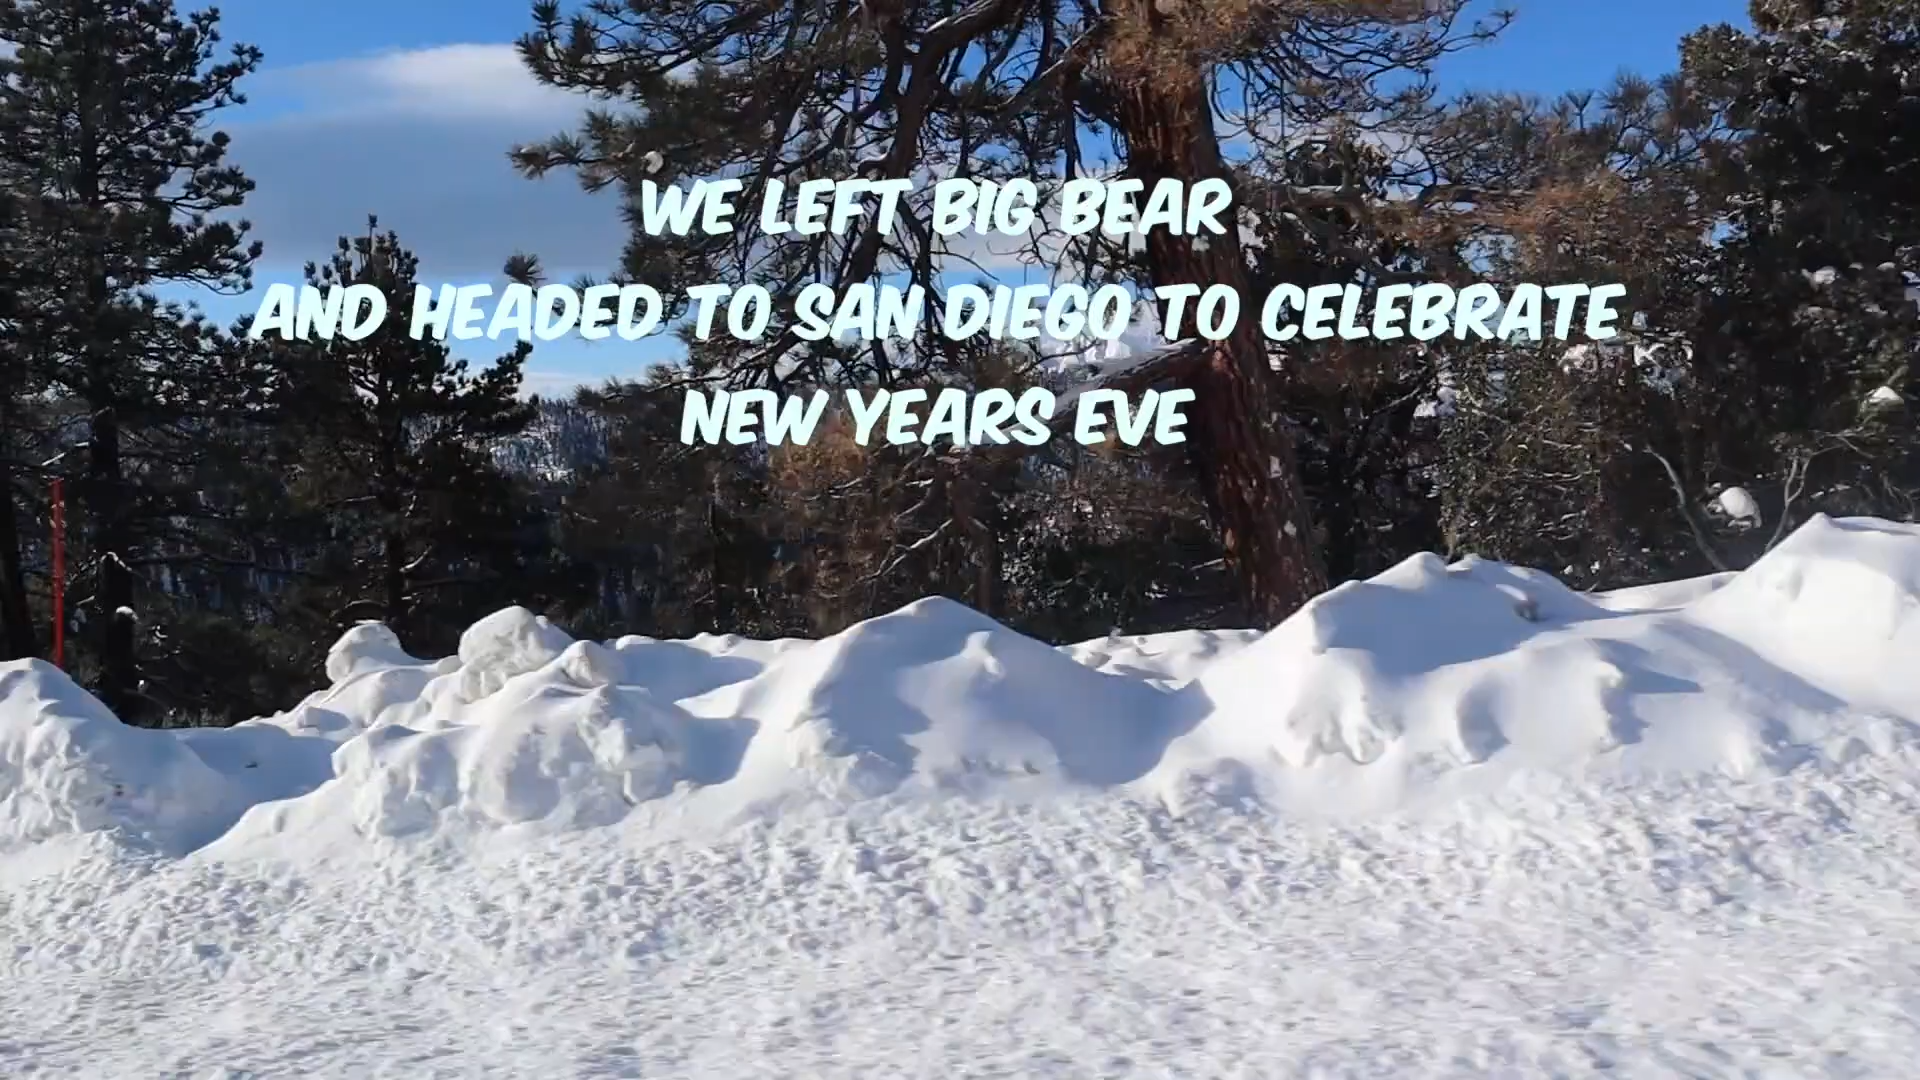 WE LEFT BIG BEAR
AND HEADED TO SAN DIEGO TO CELEBRATE
NEW YEARS EVE